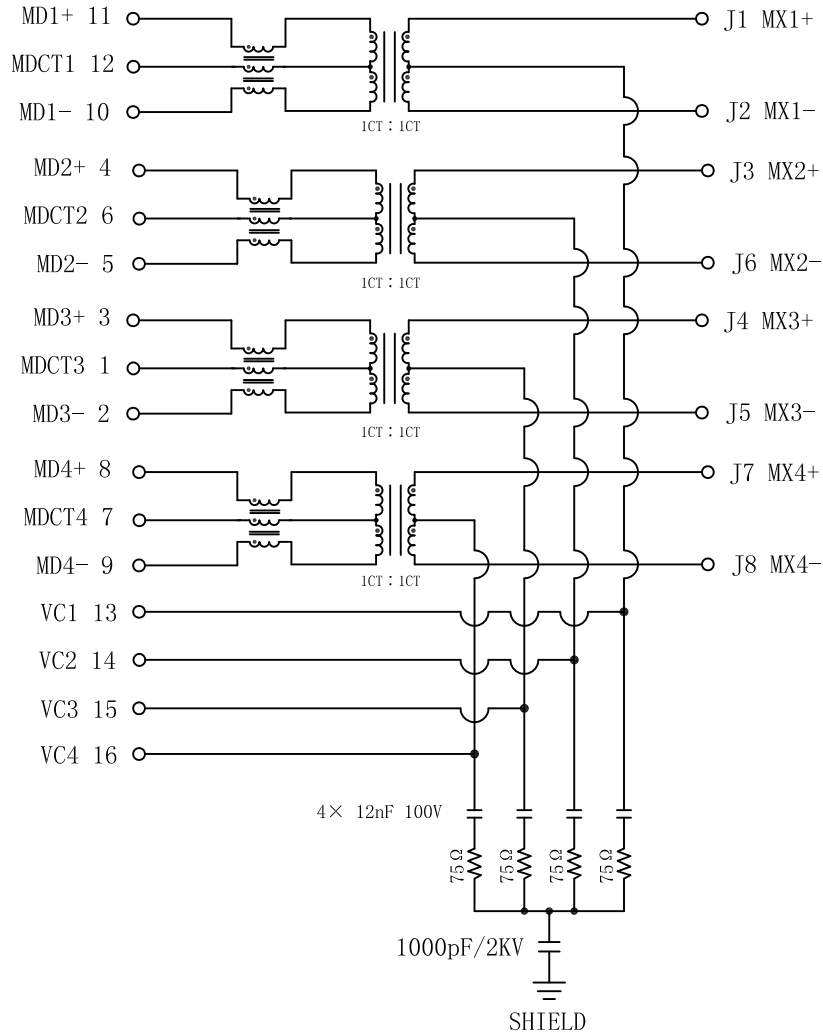 MD1+ 11
J1 MX1+
MDCT1 12
MD1- 10
J2 MX1-
1CT : 1CT
MD2+ 4
J3 MX2+
MDCT2 6
MD2- 5
J6 MX2-
1CT : 1CT
MD3+ 3
J4 MX3+
MDCT3 1
MD3- 2
J5 MX3-
1CT : 1CT
MD4+ 8
J7 MX4+
MDCT4 7
MD4- 9
J8 MX4-
1CT : 1CT
VC1 13
VC2 14
VC3 15
VC4 16
4× 12nF 100V
75Ω
75Ω
75Ω
75Ω
1000pF/2KV
SHIELD